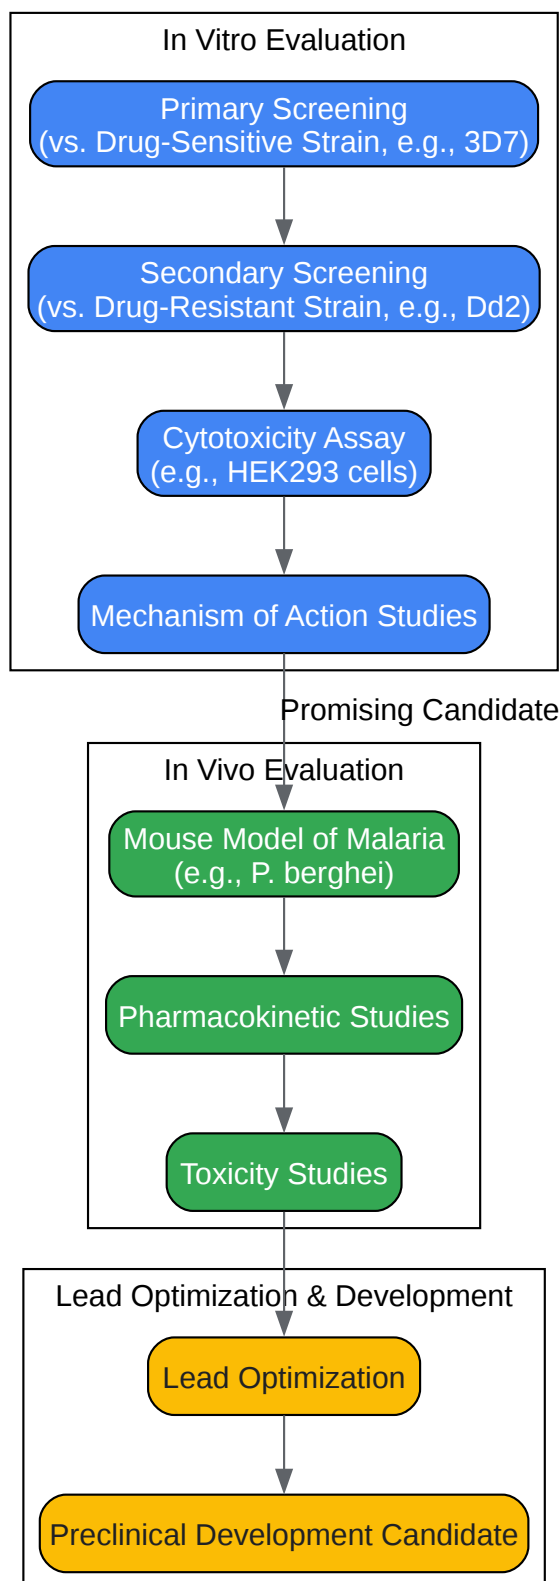 In Vitro Evaluation
Primary Screening
(vs. Drug-Sensitive Strain, e.g., 3D7)
Secondary Screening
(vs. Drug-Resistant Strain, e.g., Dd2)
Cytotoxicity Assay
(e.g., HEK293 cells)
Mechanism of Action Studies
Promising Candidate
In Vivo Evaluation
Mouse Model of Malaria
(e.g., P. berghei)
Pharmacokinetic Studies
Toxicity Studies
Lead Optimization & Development
Lead Optimization
Preclinical Development Candidate